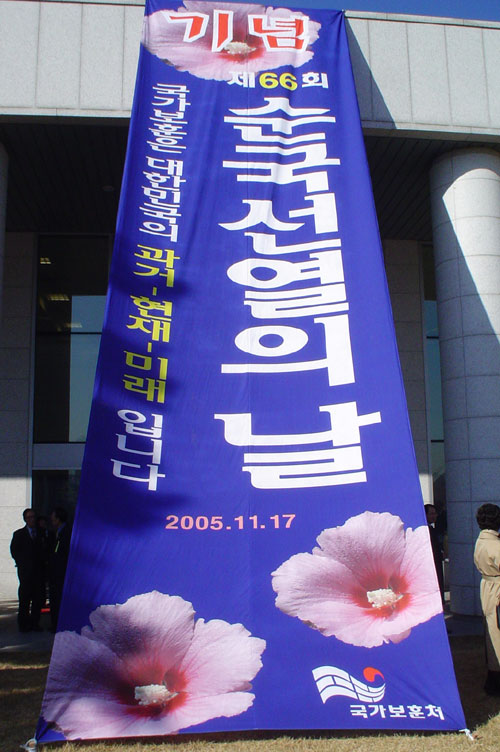 기념
제66회
순국선열의 날
국가보훈은 대한민국의 과거-현재-미래 입니다
2005.11.17
국가보훈처